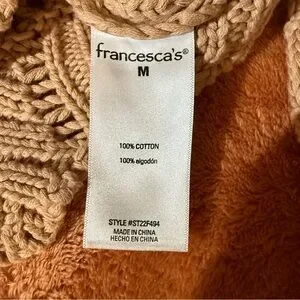 francesca's®
M
100% COTTON
100% algodón
STYLE #ST22F494
MADE IN CHINA
HECHO EN CHINA